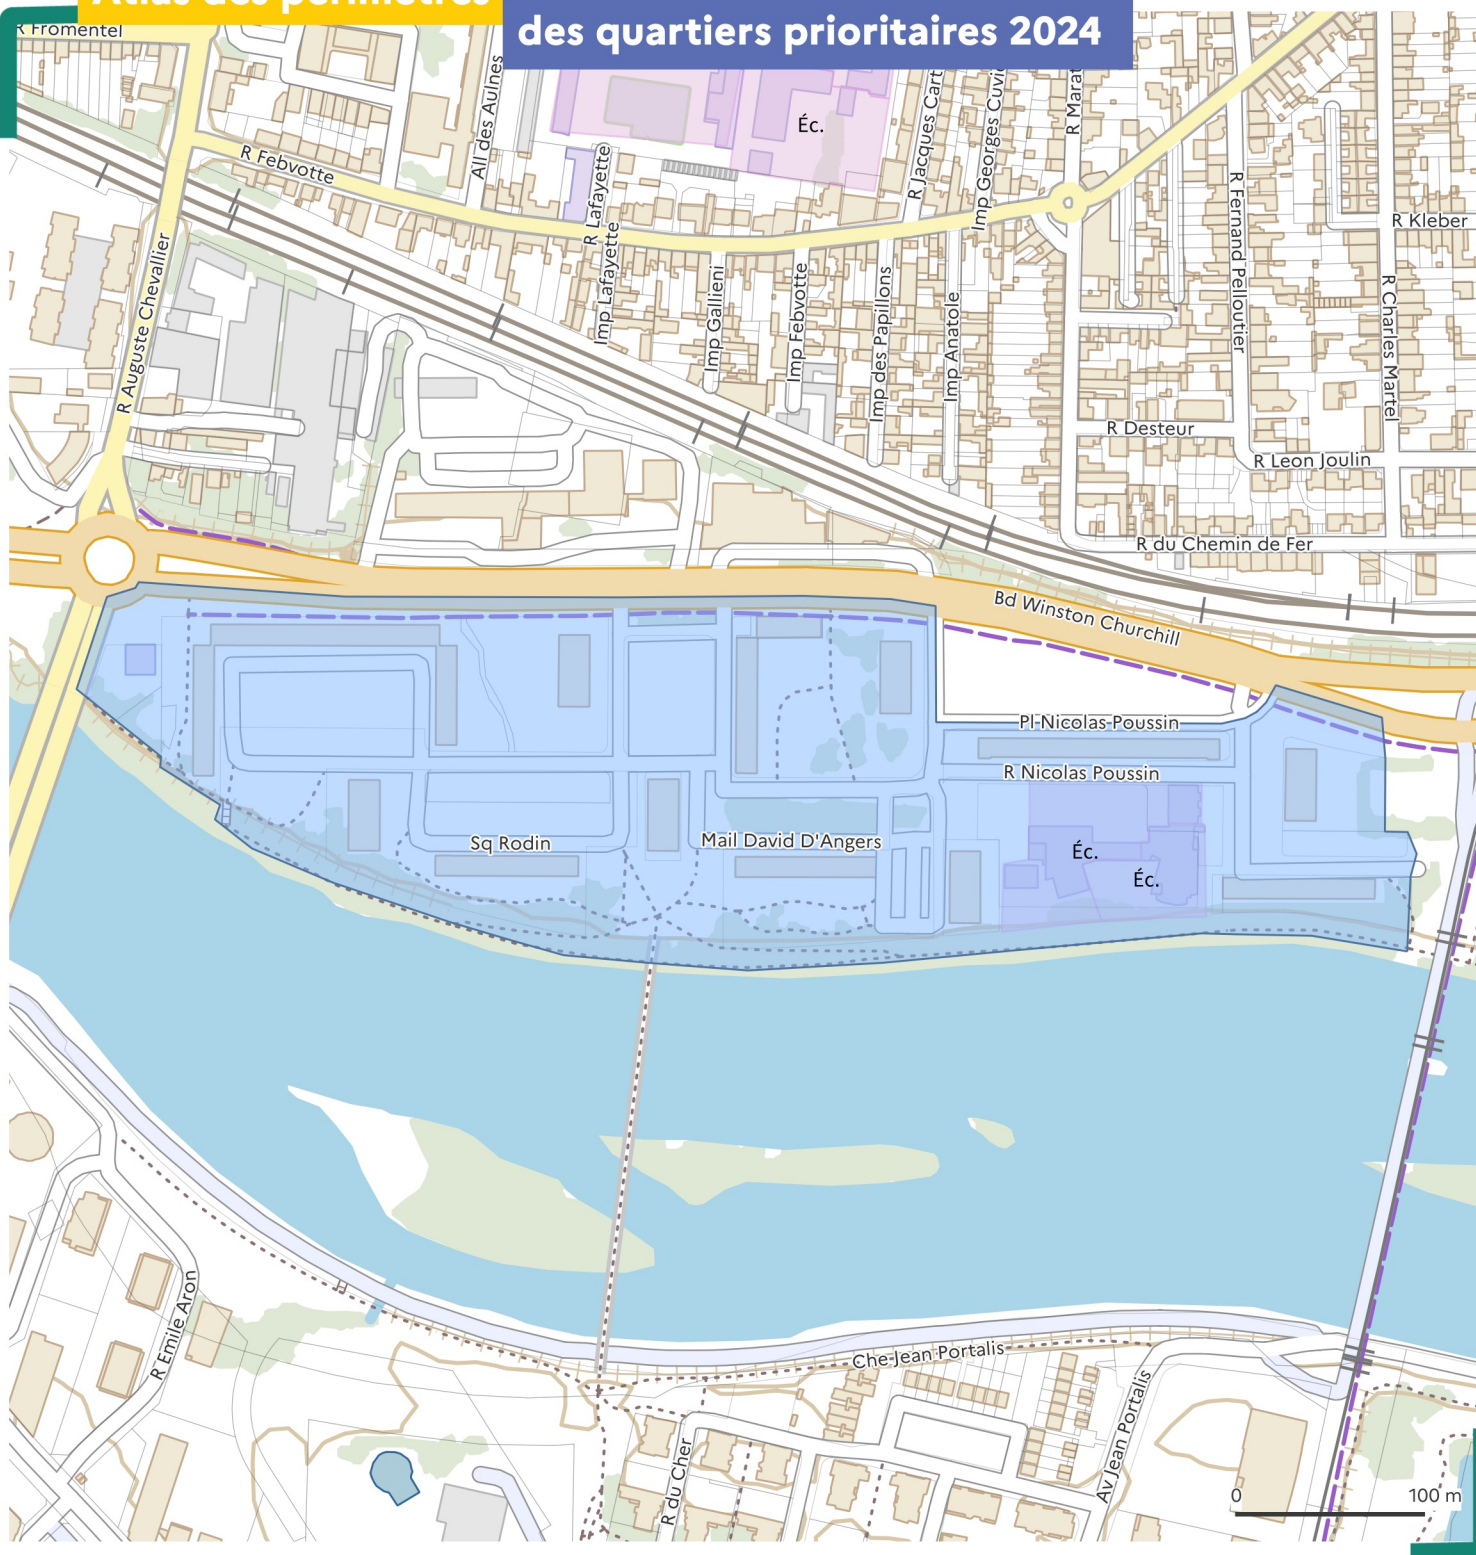 Atlas des périmètres
des quartiers prioritaires 2024
R Fromentel
R Febvotte
All des Aulnes
Éc.
R Lafayette
Imp Lafayette
R Jacques Cart
Imp Georges Cuvi
R Marat
R Fernand Pelloutier
R Kleber
R Charles Martel
R Auguste Chevallier
Imp Gallieni
Imp Febvotte
Imp des Papillons
Imp Anatole
R Desteur
R Leon Joulin
R du Chemin de Fer
Bd Winston Churchill
Pl Nicolas Poussin
R Nicolas Poussin
Sq Rodin
Mail David D'Angers
Éc.
Éc.
R Emile Aron
Che Jean Portalis
Av Jean Portalis
R du Cher
0 100 m